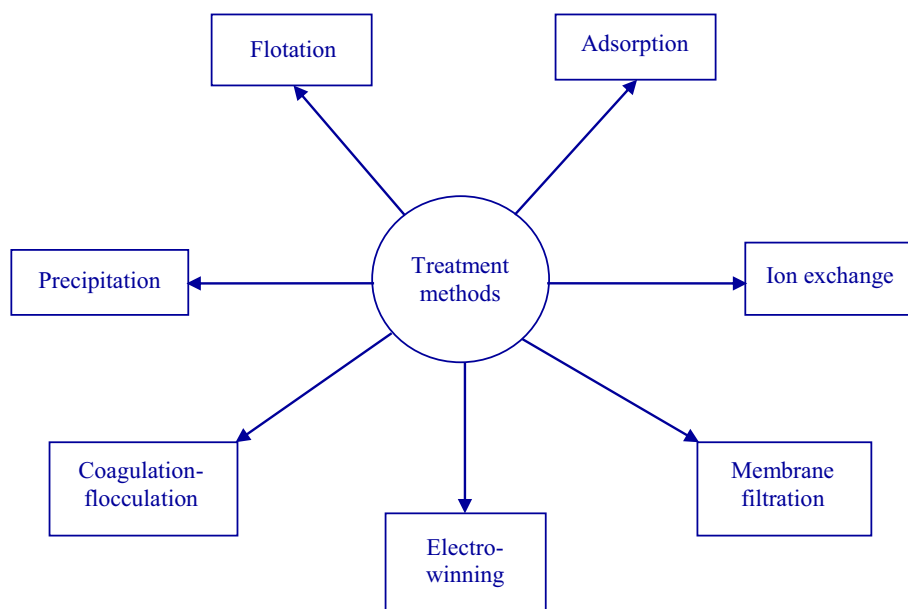 Flotation
Adsorption
Precipitation
Treatment
methods
Ion exchange
Coagulation-
flocculation
Membrane
filtration
Electro-
winning